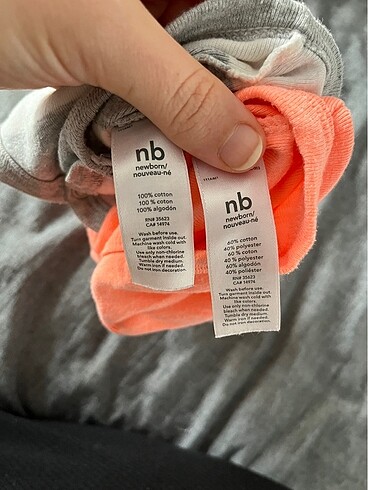 nb
newborn/
nouveau-né
100% cotton
100 % coton
100% algodón
RN# 35623
CA# 14974
Wash before use.
Turn garment inside out.
Machine wash cold with
like colors.
Use only non-chlorine
bleach when needed.
Tumble dry medium.
Warm iron if needed.
Do not iron decoration.
nb
newborn/
nouveau-né
60% cotton
40% polyester
60 % coton
40 % polyester
60% algodón
40% poliéster
RN# 35623
CA# 14974
Wash before use.
Turn garment inside out.
Machine wash cold with
like colors.
Use only non-chlorine
bleach when needed.
Tumble dry medium.
Warm iron if needed.
Do not iron decoration.